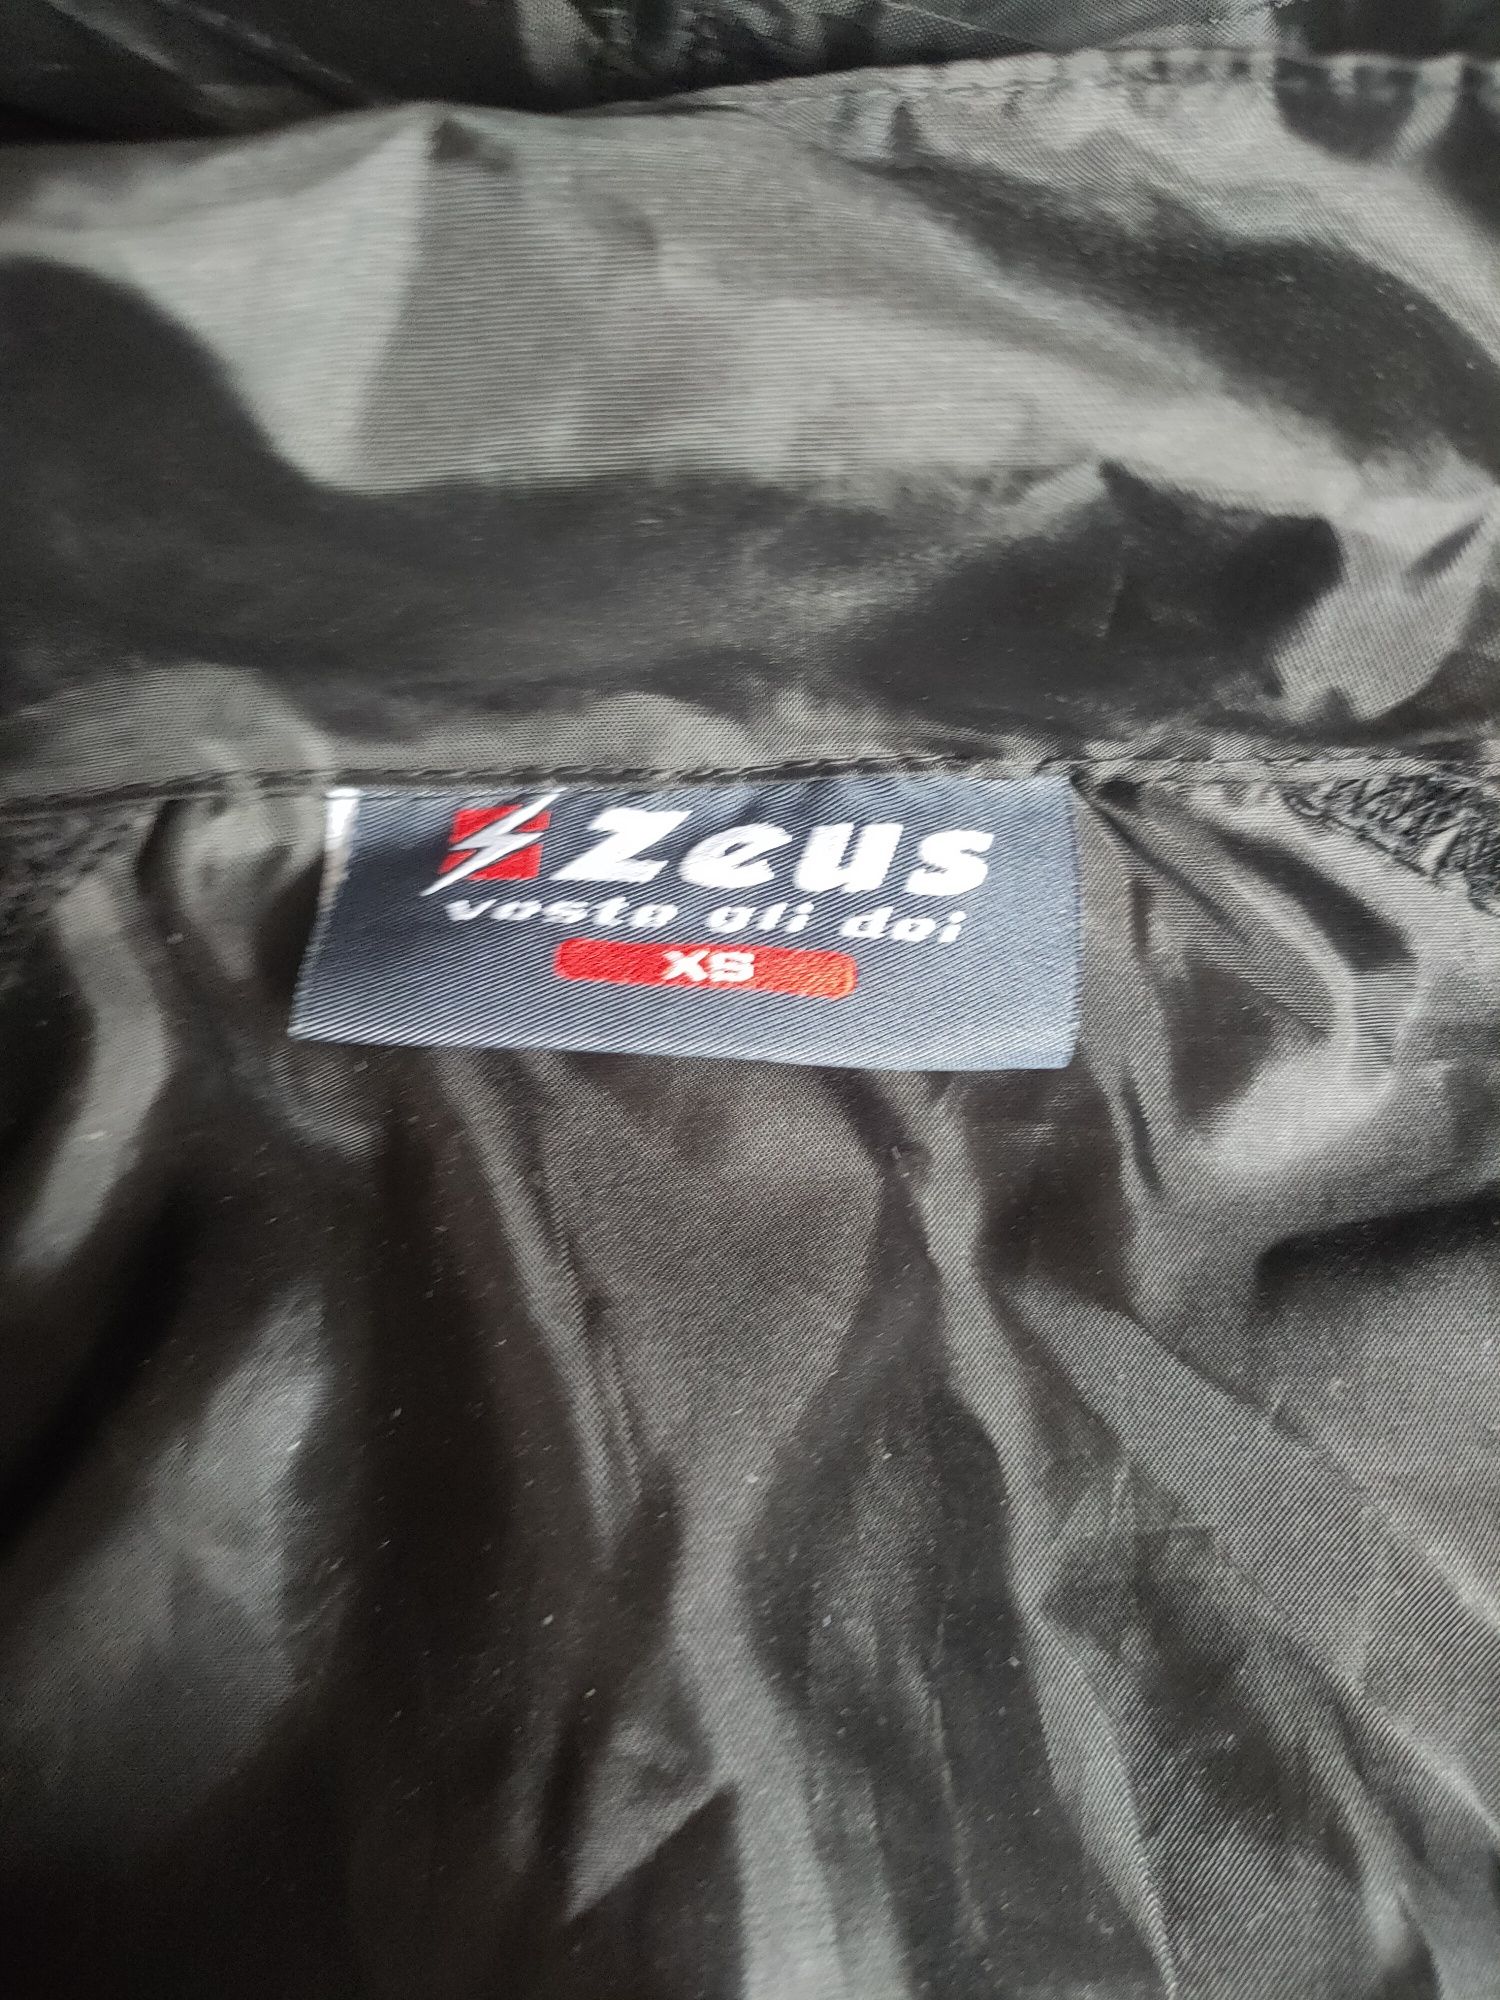 zeus
veste gli dei
XS